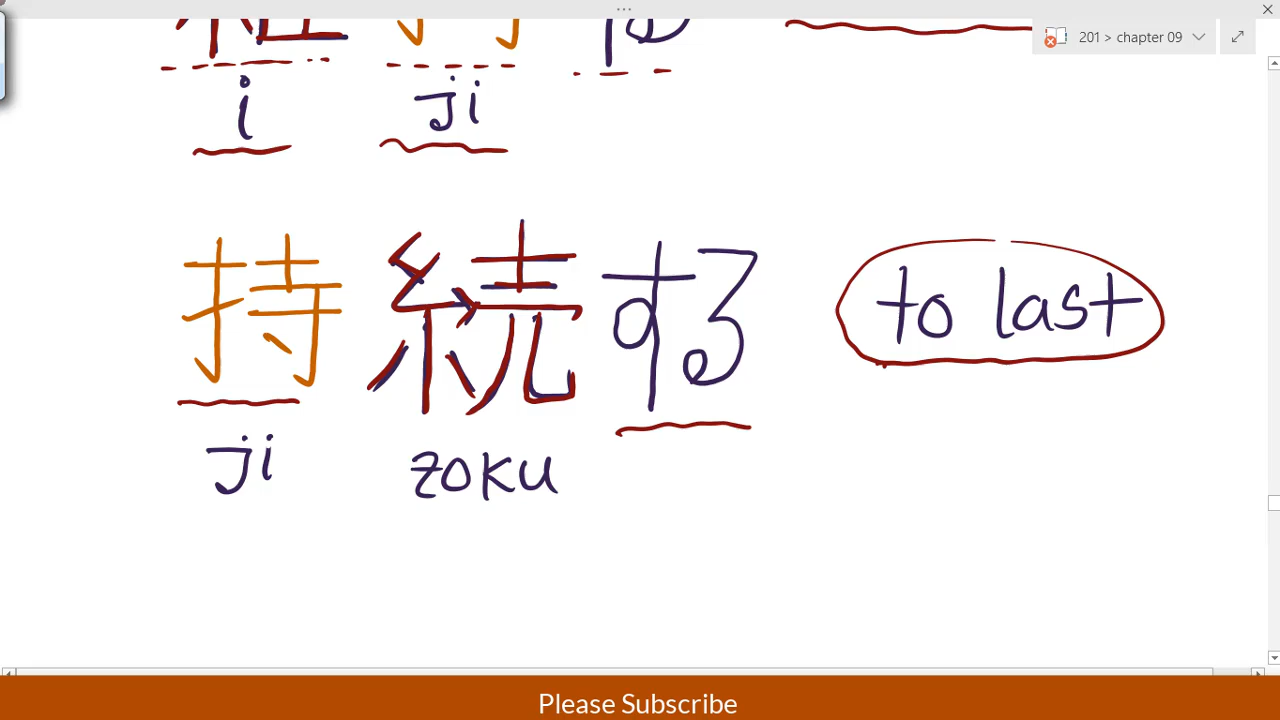 201 > chapter 09
i ji
持続する to last
ji zoku
Please Subscribe